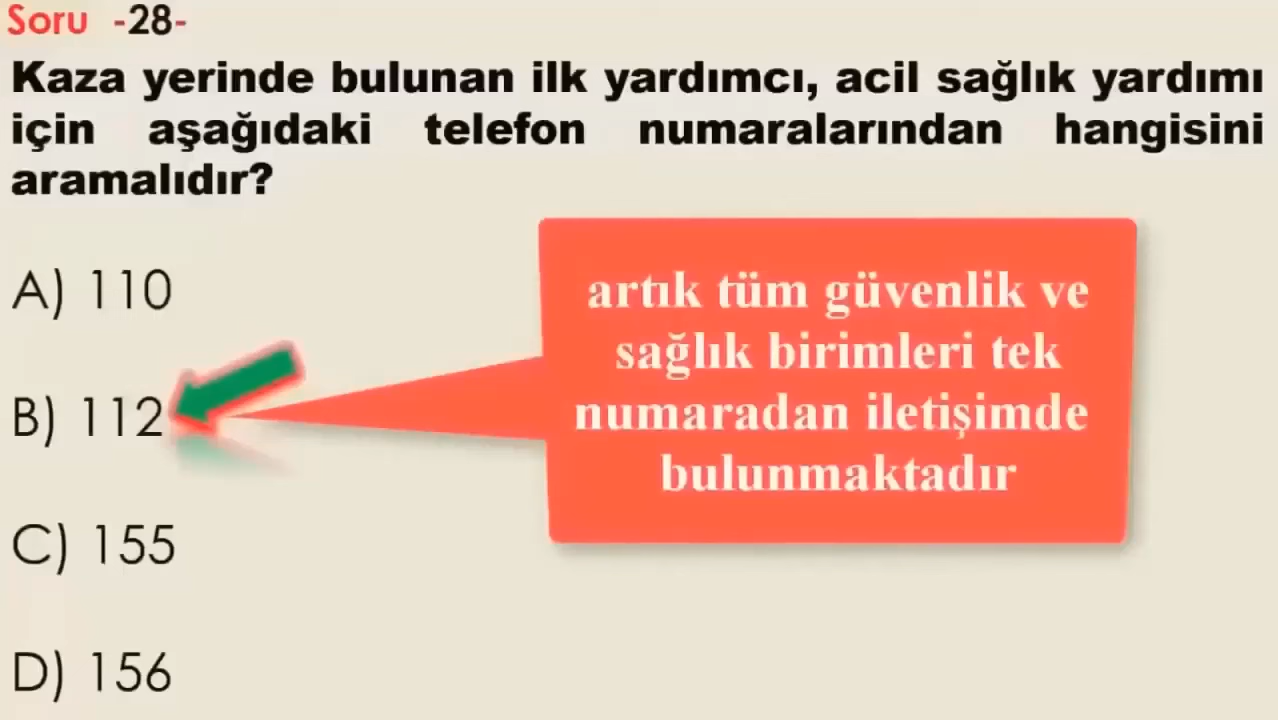 Soru -28-
Kaza yerinde bulunan ilk yardımcı, acil sağlık yardımı
için aşağıdaki telefon numaralarından hangisini
aramalıdır?
A) 110
B) 112
C) 155
D) 156
artık tüm güvenlik ve
sağlık birimleri tek
numaradan iletişimde
bulunmaktadır